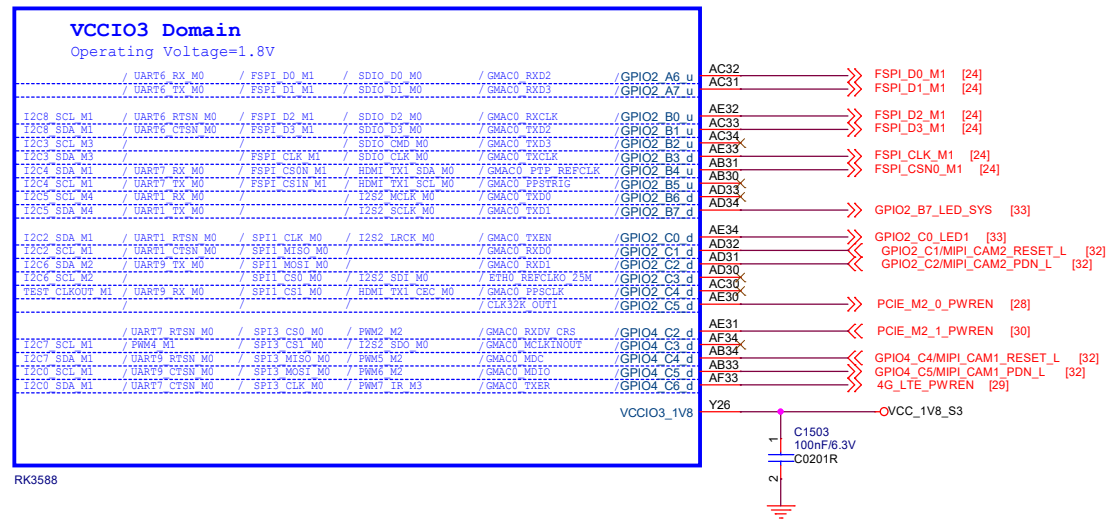 VCCIO3 Domain
Operating Voltage=1.8V
/ UART6_RX_M0 / FSPI_D0_M1 / SDIO_D0_M0 / GMAC0_RXD2 /GPIO2_A6_u AC32 FSPI_D0_M1 [24]
/ UART6_TX_M0 / FSPI_D1_M1 / SDIO_D1_M0 / GMAC0_RXD3 /GPIO2_A7_u AC31 FSPI_D1_M1 [24]
I2C8_SCL_M1 / UART6_RTSN_M0 / FSPI_D2_M1 / SDIO_D2_M0 / GMAC0_RXCLK /GPIO2_B0_u AE32 FSPI_D2_M1 [24]
I2C8_SDA_M1 / UART6_CTSN_M0 / FSPI_D3_M1 / SDIO_D3_M0 / GMAC0_TXD2 /GPIO2_B1_u AC33 FSPI_D3_M1 [24]
I2C3_SCL_M3 / SDIO_CMD_M0 / GMAC0_TXD3 /GPIO2_B2_u AC34
I2C3_SDA_M3 / FSPI_CLK_M1 / SDIO_CLK_M0 / GMAC0_TXCLK /GPIO2_B3_d AE33 FSPI_CLK_M1 [24]
I2C4_SDA_M1 / UART7_RX_M0 / FSPI_CS0N_M1 / HDMI_TX1_SDA_M0 / GMAC0_PTP_REFCLK /GPIO2_B4_u AB31 FSPI_CSN0_M1 [24]
I2C4_SCL_M1 / UART7_TX_M0 / FSPI_CS1N_M1 / HDMI_TX1_SCL_M0 / GMAC0_PPSTRIG /GPIO2_B5_u AB30
I2C5_SCL_M4 / UART1_RX_M0 / / I2S2_MCLK_M0 / GMAC0_TXD0 /GPIO2_B6_d AD33
I2C5_SDA_M4 / UART1_TX_M0 / / I2S2_SCLK_M0 / GMAC0_TXD1 /GPIO2_B7_d AD34 GPIO2_B7_LED_SYS [33]
I2C2_SDA_M1 / UART1_RTSN_M0 / SPI1_CLK_M0 / I2S2_LRCK_M0 / GMAC0_TXEN /GPIO2_C0_d AE34 GPIO2_C0_LED1 [33]
I2C2_SCL_M1 / UART1_CTSN_M0 / SPI1_MISO_M0 / / GMAC0_RXD0 /GPIO2_C1_d AD32 GPIO2_C1/MIPI_CAM2_RESET_L [32]
I2C6_SDA_M2 / UART9_TX_M0 / SPI1_MOSI_M0 / / GMAC0_RXD1 /GPIO2_C2_d AD31 GPIO2_C2/MIPI_CAM2_PDN_L [32]
I2C6_SCL_M2 / SPI1_CS0_M0 / I2S2_SDI_M0 / ETH0_REFCLKO_25M /GPIO2_C3_d AD30
TEST_CLKOUT_M1 / UART9_RX_M0 / SPI1_CS1_M0 / HDMI_TX1_CEC_M0 / GMAC0_PPSCLK /GPIO2_C4_d AC30
/ / / /CLK32K_OUT1 /GPIO2_C5_d AE30 PCIE_M2_0_PWREN [28]
/ UART7_RTSN_M0 / SPI3_CS0_M0 / PWM2_M2 /GMAC0_RXDV_CRS /GPIO4_C2_d AE31 PCIE_M2_1_PWREN [30]
I2C7_SCL_M1 / PWM4_M1 / SPI3_CS1_M0 / I2S2_SDO_M0 / GMAC0_MCLKINOUT /GPIO4_C3_d AF34
I2C7_SDA_M1 / UART9_RTSN_M0 / SPI3_MISO_M0 / PWM5_M2 / GMAC0_MDC /GPIO4_C4_d AB34 GPIO4_C4/MIPI_CAM1_RESET_L [32]
I2C0_SCL_M1 / UART9_CTSN_M0 / SPI3_MOSI_M0 / PWM6_M2 / GMAC0_MDIO /GPIO4_C5_d AB33 GPIO4_C5/MIPI_CAM1_PDN_L [32]
I2C0_SDA_M1 / UART7_CTSN_M0 / SPI3_CLK_M0 / PWM7_IR_M3 / GMAC0_TXER /GPIO4_C6_d AF33 4G_LTE_PWREN [29]
VCCIO3_1V8 Y26 VCC_1V8_S3
1 C1503
100nF/6.3V
C0201R
2
RK3588